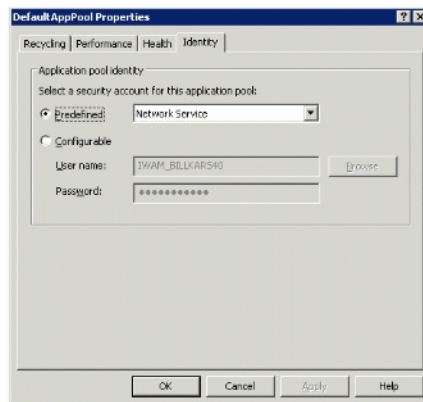 DefaultAppPool Properties
Recycling Performance Health Identity
Application pool identity
Select a security account for this application pool:
Predefined: Network Service
Configurable
User name: IWAM_BILLKARS40 Browse
Password: ●●●●●●●●●●●
OK Cancel Apply Help